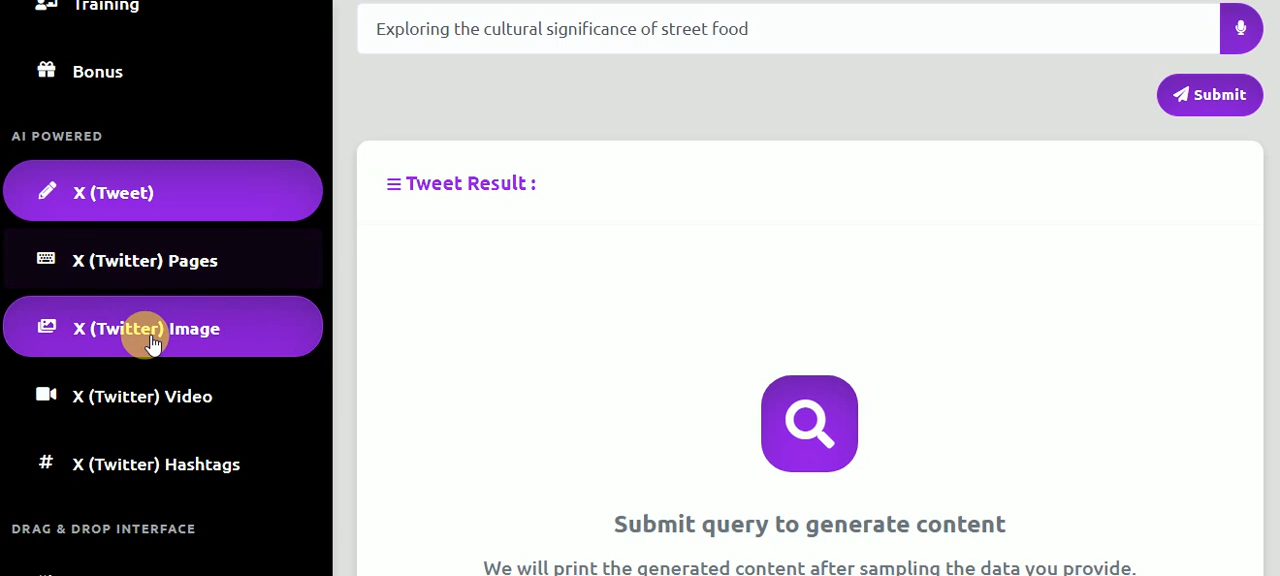 Training
Bonus
AI POWERED
X (Tweet)
X (Twitter) Pages
X (Twitter) Image
X (Twitter) Video
# X (Twitter) Hashtags
DRAG & DROP INTERFACE
Exploring the cultural significance of street food
Submit
Tweet Result :
Submit query to generate content
We will print the generated content after sampling the data you provide.